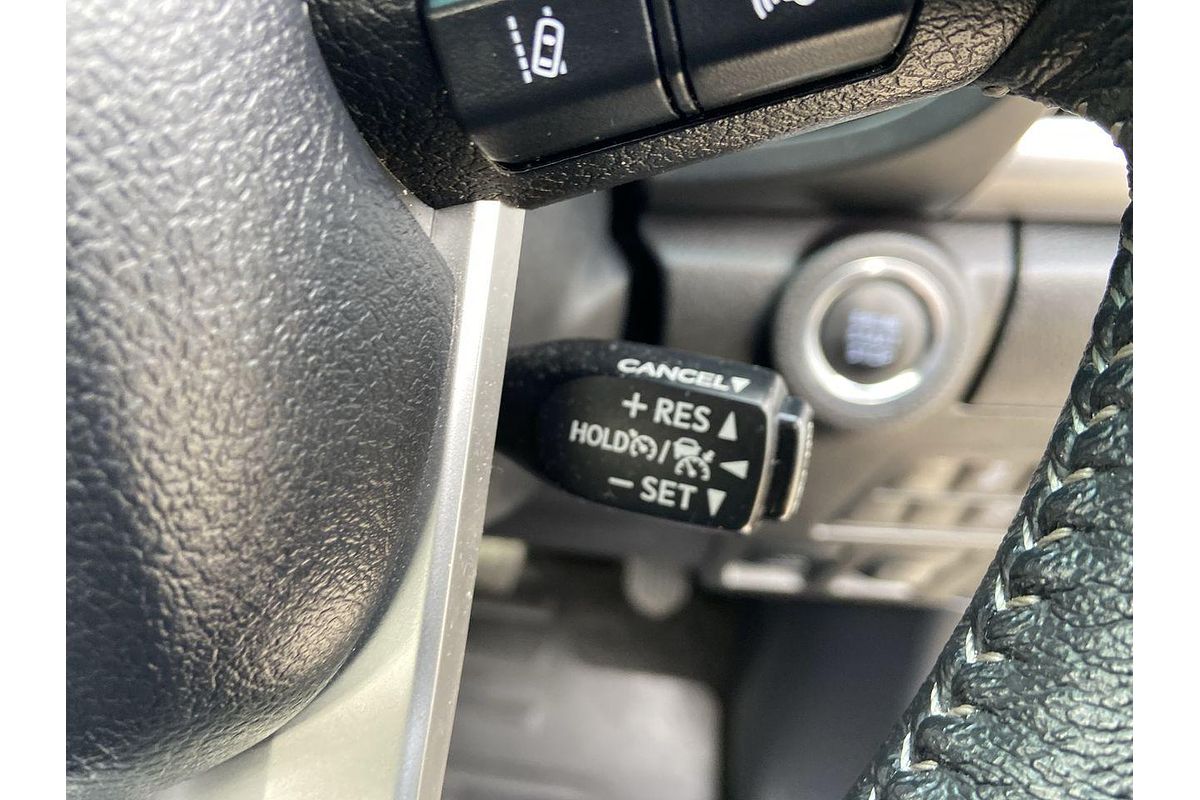 CANCEL▼
+ RES ▲
HOLD / ◄
− SET ▼